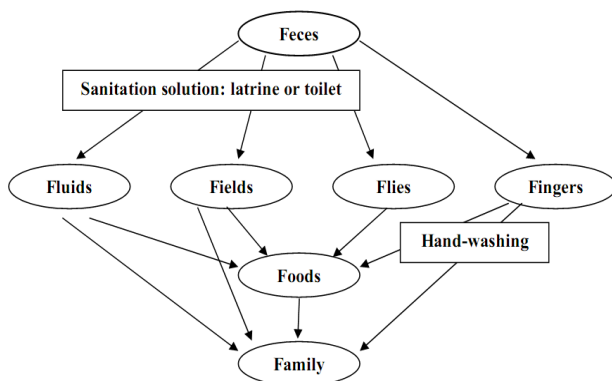 Feces
Sanitation solution: latrine or toilet
Fluids
Fields
Flies
Fingers
Hand-washing
Foods
Family